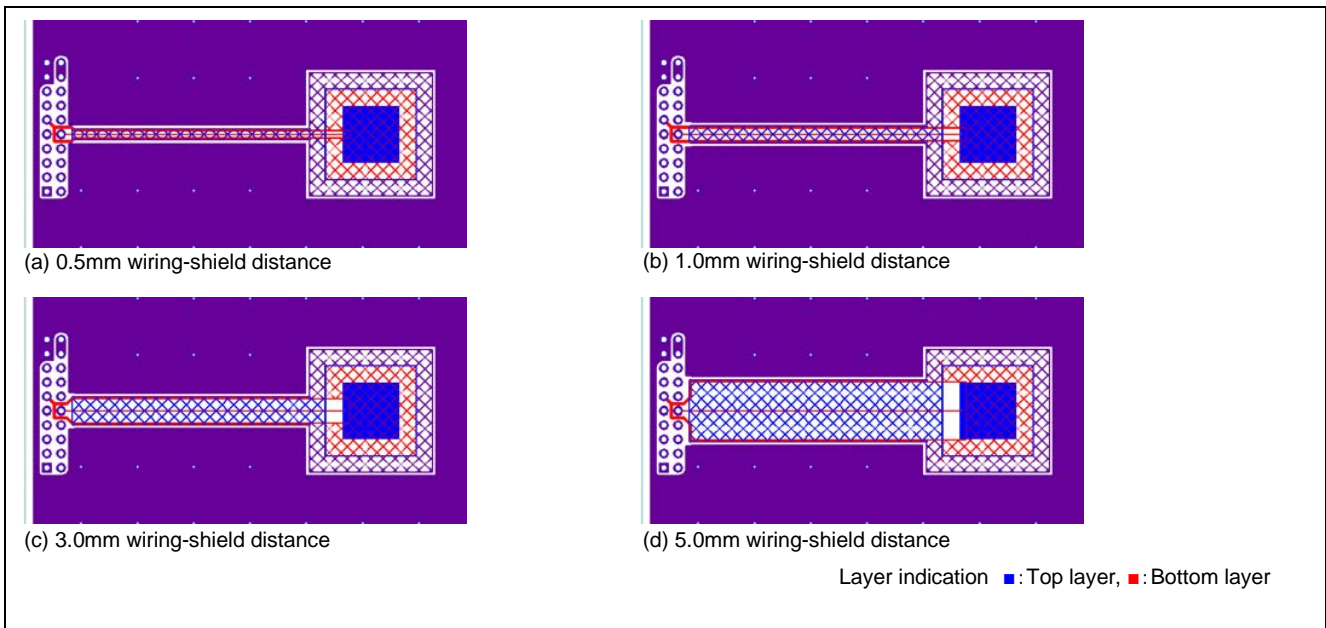 (a) 0.5mm wiring-shield distance
(b) 1.0mm wiring-shield distance
(c) 3.0mm wiring-shield distance
(d) 5.0mm wiring-shield distance
Layer indication ■:Top layer, ■:Bottom layer